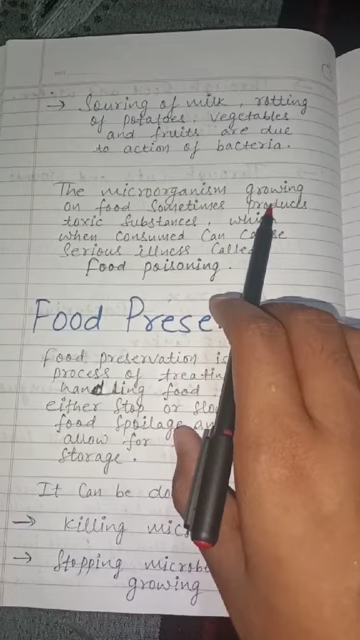 → Souring of milk, rotting
of potatoes, vegetables
and fruits are due
to action of bacteria.
The microorganism growing
on food sometimes produces
toxic substances, which
when consumed can cause
serious illness called
food poisoning.
Food Prese
Food preservation is
process of treatin
handling food
either stop or slo
food spoilage an
allow for
storage.
It can be do
→ Killing mic
→ Stopping microb
growing